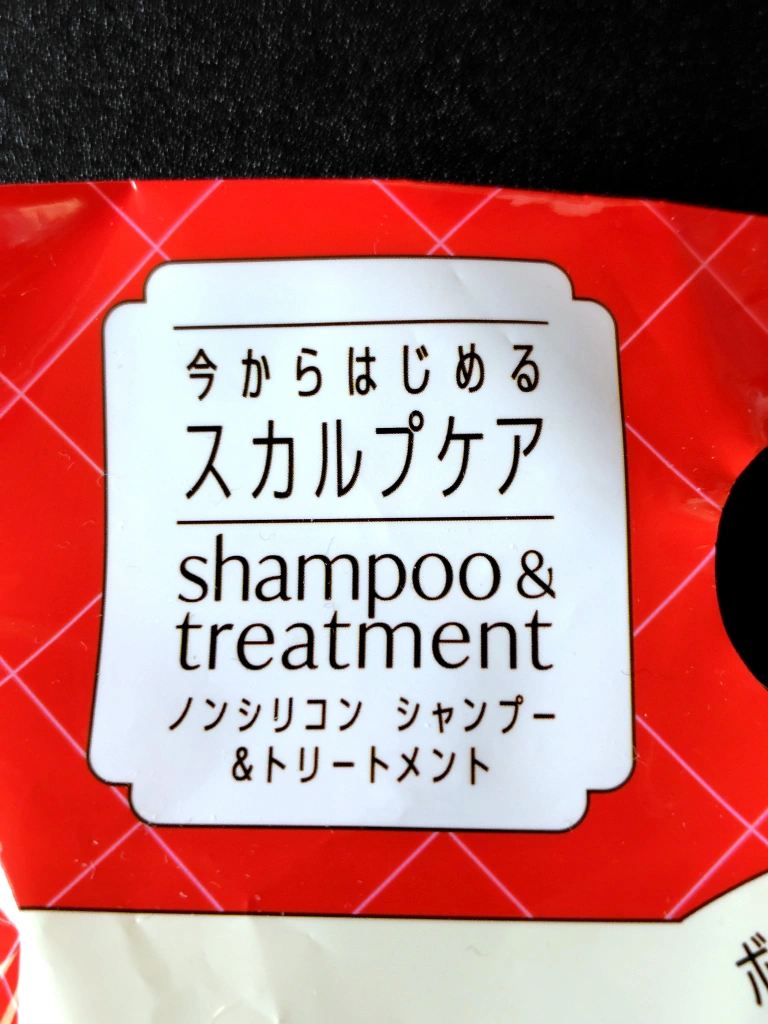 今からはじめる
スカルプケア
shampoo &
treatment
ノンシリコン シャンプー
&トリートメント